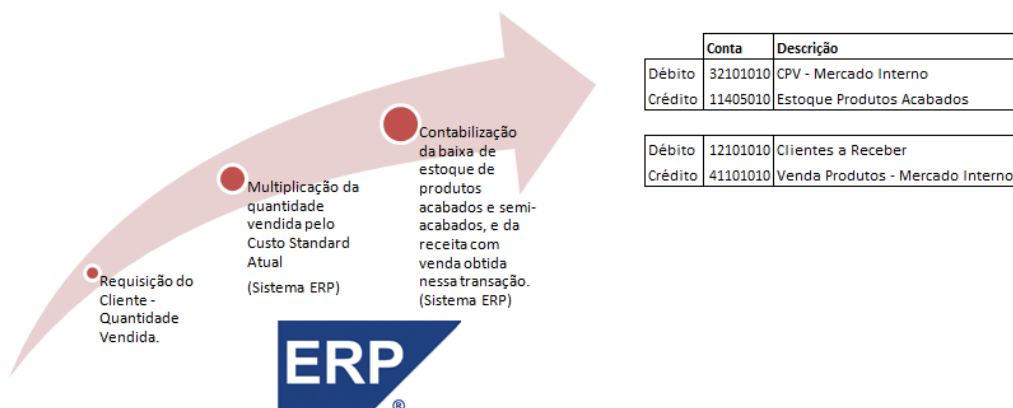 Requisição do
Cliente -
Quantidade
Vendida.
Multiplicação da
quantidade
vendida pelo
Custo Standard
Atual
(Sistema ERP)
Contabilização
da baixa de
estoque de
produtos
acabados e semi-
acabados, e da
receita com
venda obtida
nessa transação.
(Sistema ERP)
ERP
®
Conta Descrição
Débito 32101010 CPV - Mercado Interno
Crédito 11405010 Estoque Produtos Acabados
Débito 12101010 Clientes a Receber
Crédito 41101010 Venda Produtos - Mercado Interno